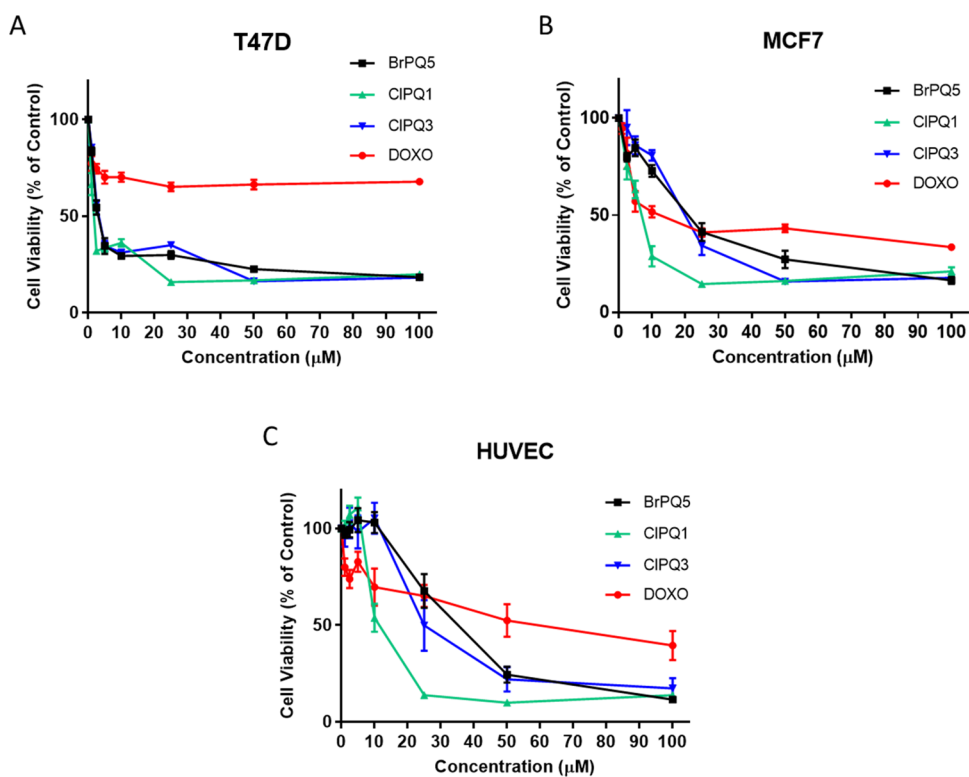 A
T47D
BrPQ5
ClPQ1
ClPQ3
DOXO
Cell Viability (% of Control)
100
50
0
0 10 20 30 40 50 60 70 80 90 100
Concentration (μM)
B
MCF7
BrPQ5
ClPQ1
ClPQ3
DOXO
Cell Viability (% of Control)
100
50
0
0 10 20 30 40 50 60 70 80 90 100
Concentration (μM)
C
HUVEC
BrPQ5
ClPQ1
ClPQ3
DOXO
Cell Viability (% of Control)
100
50
0
0 10 20 30 40 50 60 70 80 90 100
Concentration (μM)